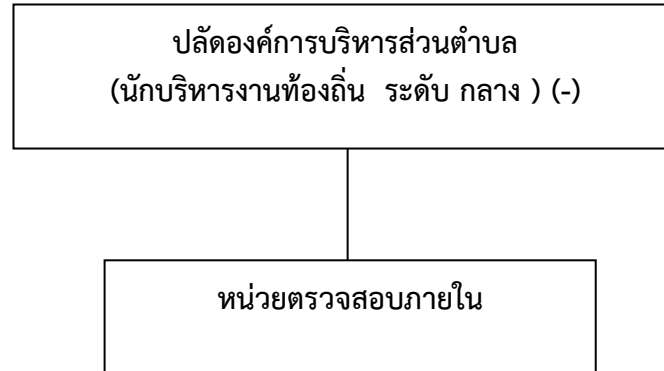 ปลัดองค์การบริหารส่วนตำบล
(นักบริหารงานท้องถิ่น  ระดับ กลาง ) (-)
หน่วยตรวจสอบภายใน